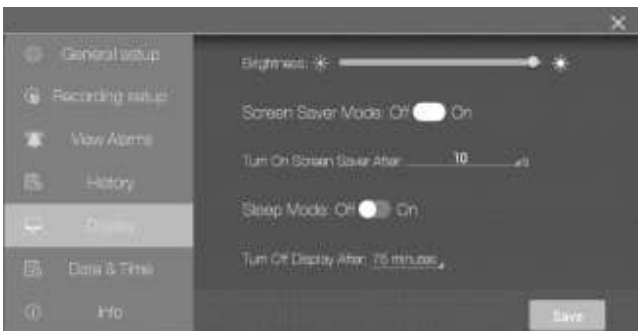 General setup
Recording setup
View Alarms
History
Display
Date & Time
Info
Brightness:
Screen Saver Mode: Off On
Turn On Screen Saver After: 10 s
Sleep Mode: Off On
Turn Off Display After: 75 minutes
Save